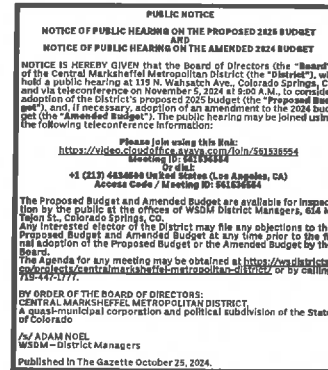 PUBLIC NOTICE
NOTICE OF PUBLIC HEARING ON THE PROPOSED 2025 BUDGET
AND
NOTICE OF PUBLIC HEARING ON THE AMENDED 2024 BUDGET
NOTICE IS HEREBY GIVEN that the Board of Directors (the "Board")
of the Central Marksheffel Metropolitan District (the "District"), wi
hold a public hearing at 119 N. Wahsatch Ave., Colorado Springs, C
and via teleconference on November 5, 2024 at 9:00 A.M., to conside
adoption of the District's proposed 2025 budget (the "Proposed Bud
get"), and, if necessary, adoption of an amendment to the 2024 bud
get (the "Amended Budget"). The public hearing may be joined usin
the following teleconference information:
Please join using this link:
https://video.cloudoffice.avaya.com/join/561536554
Meeting ID: 561536554
Or dial:
+1 (213) 4634500 United States (Los Angeles, CA)
Access Code / Meeting ID: 561536554
The Proposed Budget and Amended Budget are available for inspec
tion by the public at the offices of WSDM District Managers, 614 N
Tejon St., Colorado Springs, CO.
Any interested elector of the District may file any objections to th
Proposed Budget and Amended Budget at any time prior to the fi
nal adoption of the Proposed Budget or the Amended Budget by th
Board.
The Agenda for any meeting may be obtained at https://wsdistricts.
co/projects/centralmarksheffel-metropolitan-district/ or by calling
719-447-1777.
BY ORDER OF THE BOARD OF DIRECTORS:
CENTRAL MARKSHEFFEL METROPOLITAN DISTRICT,
A quasi-municipal corporation and political subdivision of the State
of Colorado
/s/ ADAM NOEL
WSDM – District Managers
Published in The Gazette October 25, 2024.